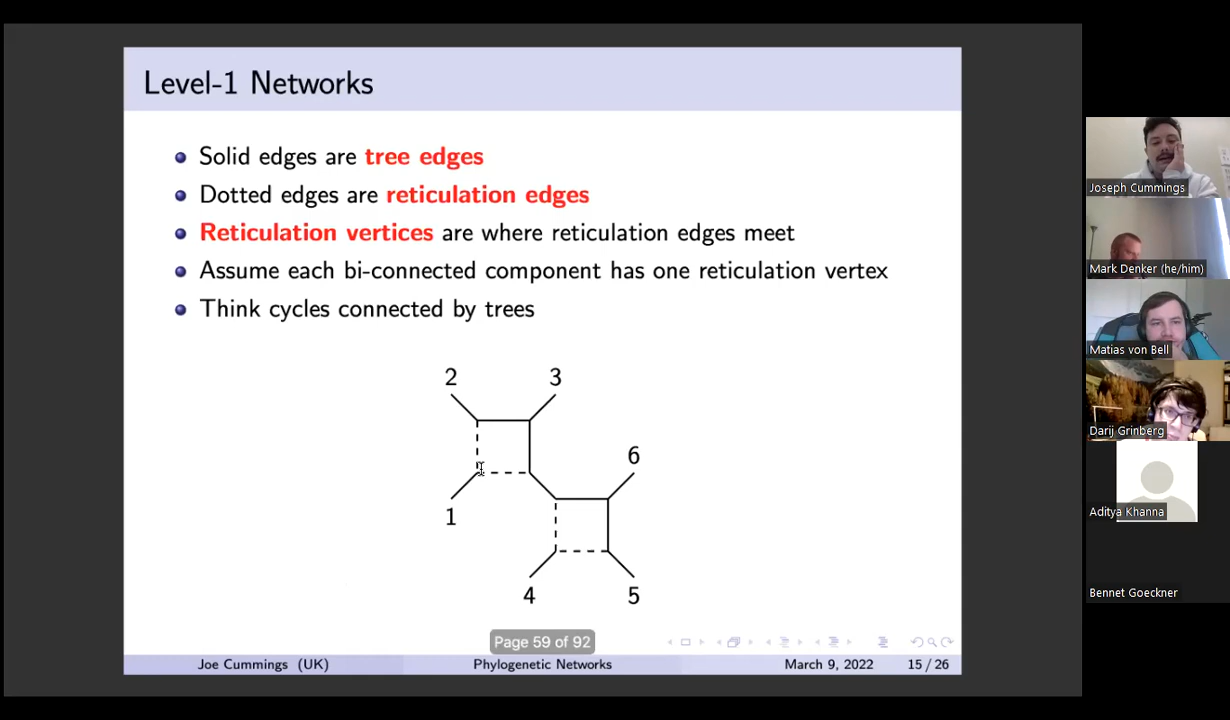 Level-1 Networks
Solid edges are tree edges
Dotted edges are reticulation edges
Reticulation vertices are where reticulation edges meet
Assume each bi-connected component has one reticulation vertex
Think cycles connected by trees
2 3
6
1
4 5
Page 59 of 92
Joe Cummings (UK) Phylogenetic Networks March 9, 2022 15 / 26
Joseph Cummings
Mark Denker (he/him)
Matias von Bell
Darij Grinberg
Aditya Khanna
Bennet Goeckner